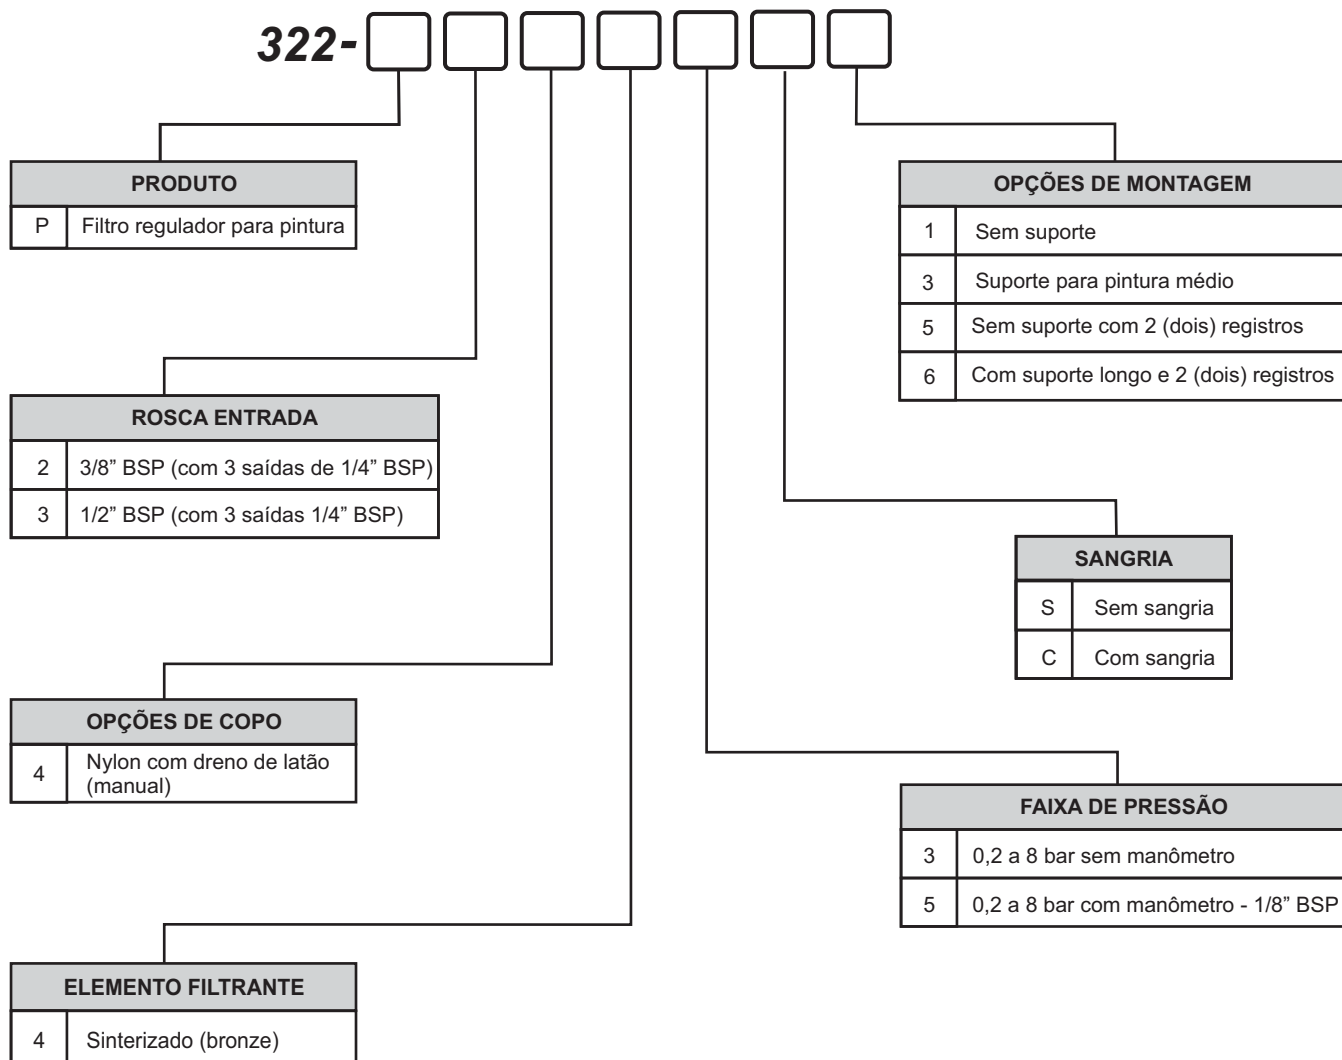 322-
PRODUTO
P Filtro regulador para pintura
ROSCA ENTRADA
2 3/8” BSP (com 3 saídas de 1/4” BSP)
3 1/2” BSP (com 3 saídas 1/4” BSP)
OPÇÕES DE COPO
4 Nylon com dreno de latão
(manual)
ELEMENTO FILTRANTE
4 Sinterizado (bronze)
OPÇÕES DE MONTAGEM
1 Sem suporte
3 Suporte para pintura médio
5 Sem suporte com 2 (dois) registros
6 Com suporte longo e 2 (dois) registros
SANGRIA
S Sem sangria
C Com sangria
FAIXA DE PRESSÃO
3 0,2 a 8 bar sem manômetro
5 0,2 a 8 bar com manômetro - 1/8” BSP